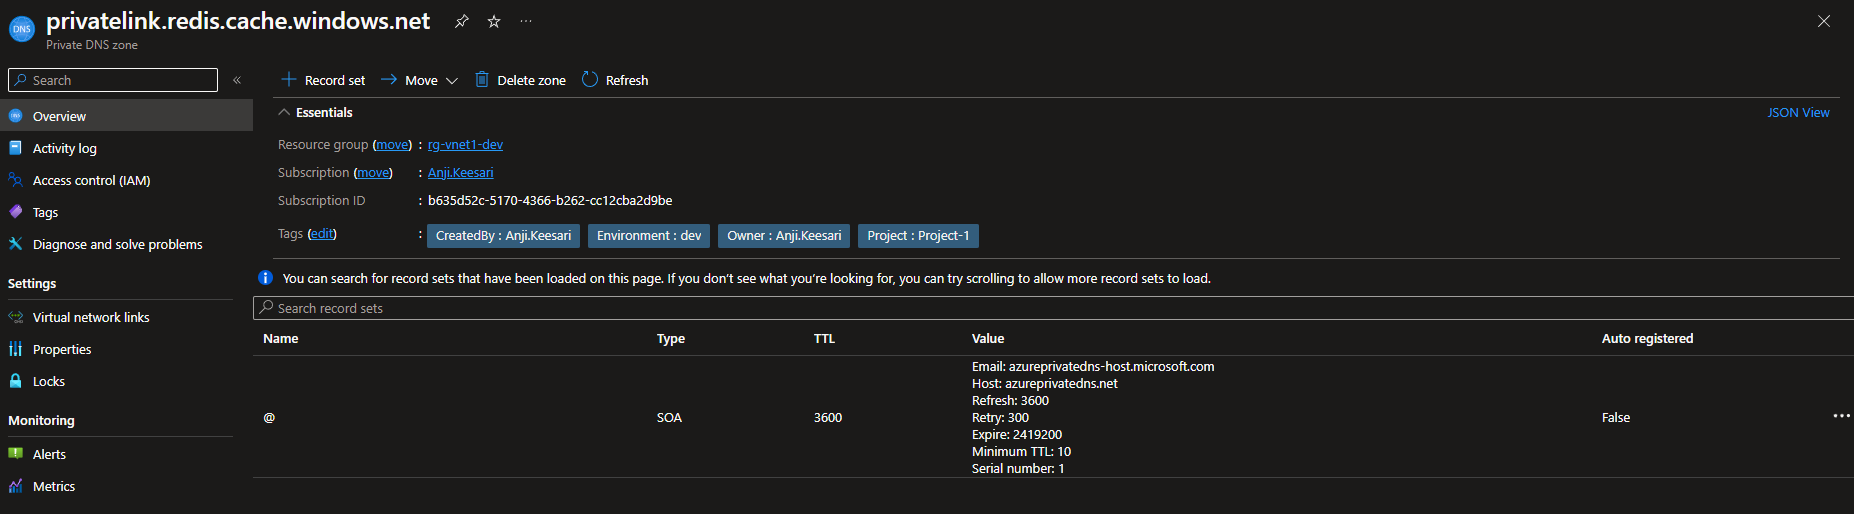 privatelink.redis.cache.windows.net
DNS
Private DNS zone
Search
Overview
Activity log
Access control (IAM)
Tags
Diagnose and solve problems
Settings
Virtual network links
Properties
Locks
Monitoring
Alerts
Metrics
Record set Move Delete zone Refresh
Essentials JSON View
Resource group (move) : rg-vnet1-dev
Subscription (move) : Anji.Keesari
Subscription ID : b635d52c-5170-4366-b262-cc12cba2d9be
Tags (edit) : CreatedBy : Anji.Keesari Environment : dev Owner : Anji.Keesari Project : Project-1
You can search for record sets that have been loaded on this page. If you don't see what you're looking for, you can try scrolling to allow more record sets to load.
Search record sets
Name Type TTL Value Auto registered
Email: azureprivatedns-host.microsoft.com
Host: azureprivatedns.net
Refresh: 3600
@ SOA 3600 Retry: 300 False
Expire: 2419200
Minimum TTL: 10
Serial number: 1